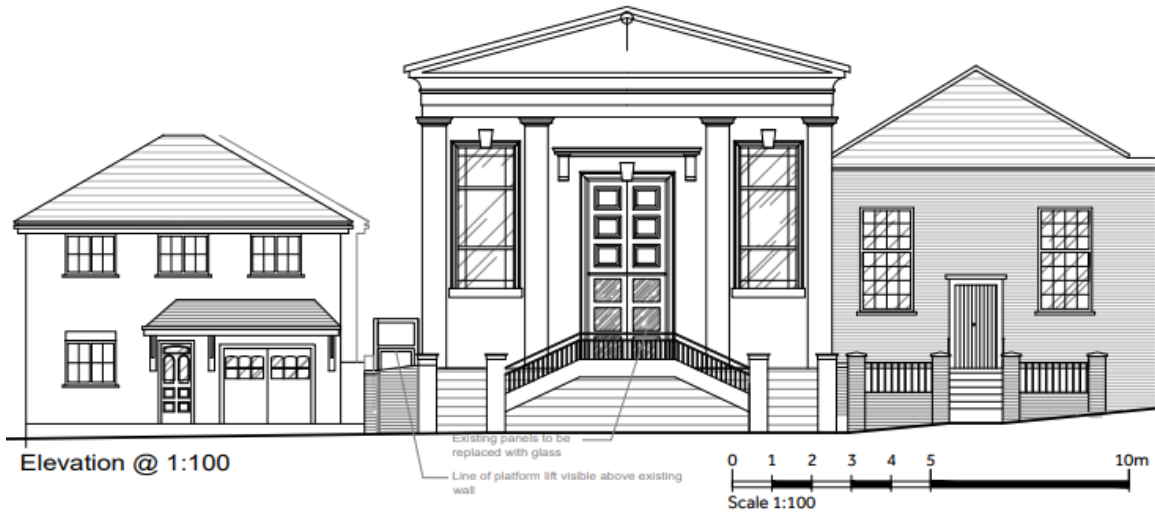 Existing panels to be
replaced with glass
Elevation @ 1:100
Line of platform lift visible above existing
wall
0 1 2 3 4 5 10m
Scale 1:100